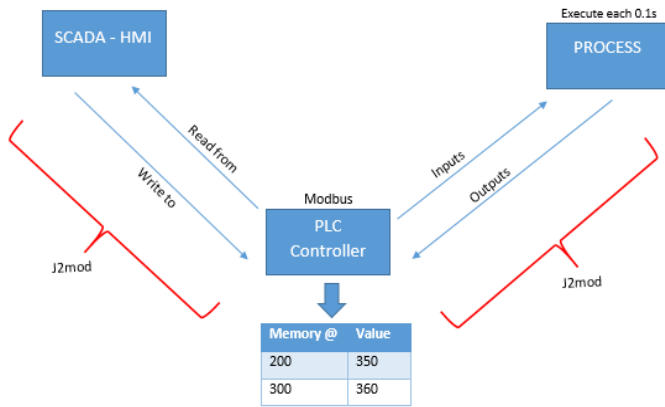 Execute each 0.1s
SCADA - HMI
PROCESS
Read from
Write to
Inputs
Outputs
Modbus
PLC
Controller
J2mod
J2mod
Memory @ Value
200 350
300 360